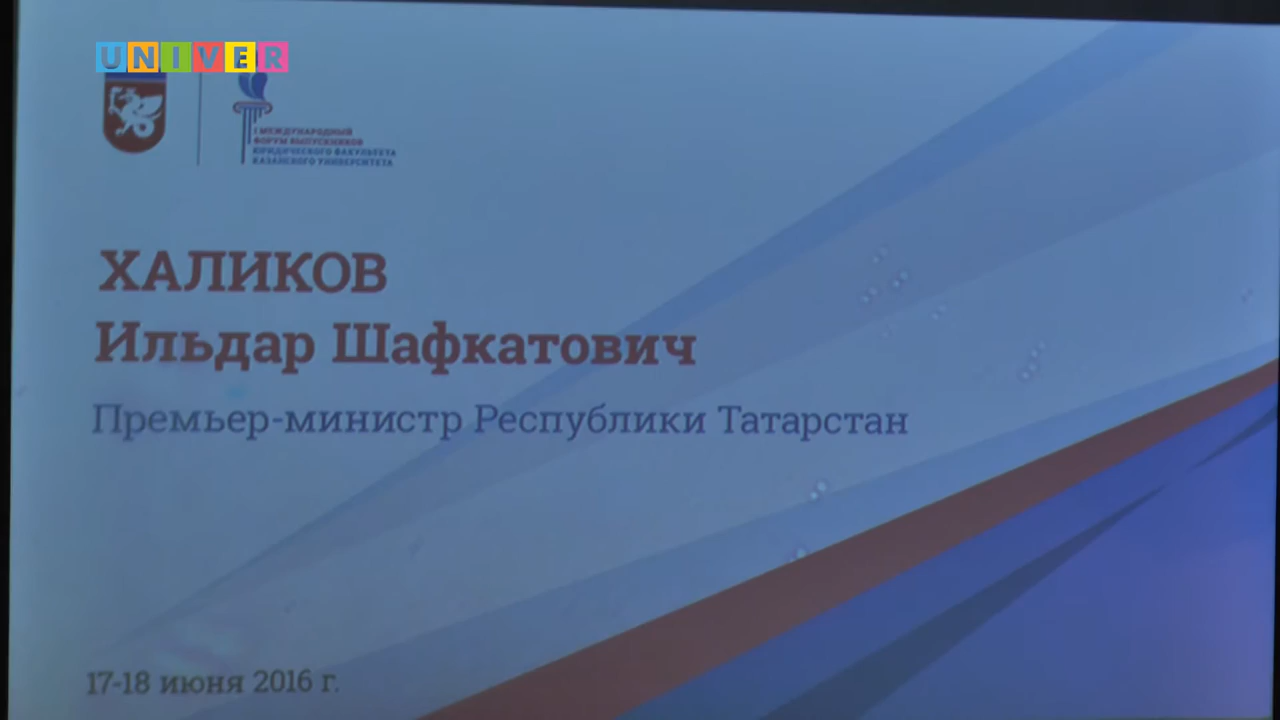 UNIVER
I МЕЖДУНАРОДНЫЙ
ФОРУМ ВЫПУСКНИКОВ
ЮРИДИЧЕСКОГО ФАКУЛЬТЕТА
КАЗАНСКОГО УНИВЕРСИТЕТА
ХАЛИКОВ
Ильдар Шафкатович
Премьер-министр Республики Татарстан
17-18 июня 2016 г.